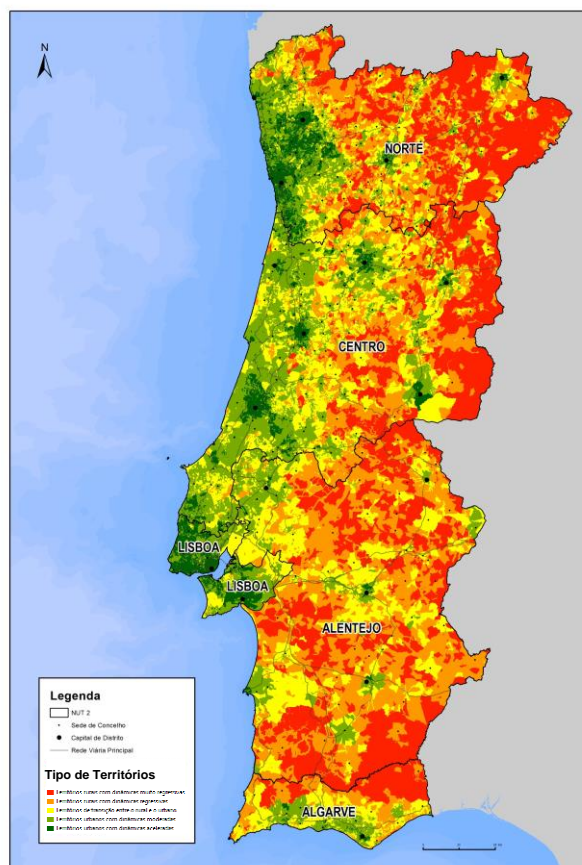 N
NORTE
CENTRO
LISBOA
LISBOA
ALENTEJO
ALGARVE
Legenda
NUT 2
Sede de Concelho
Capital de Distrito
Rede Viária Principal
Tipo de Territórios
Territórios rurais com dinâmicas muito regressivas
Territórios rurais com dinâmicas regressivas
Territórios de transição entre o rural e o urbano
Territórios urbanos com dinâmicas moderadas
Territórios urbanos com dinâmicas aceleradas